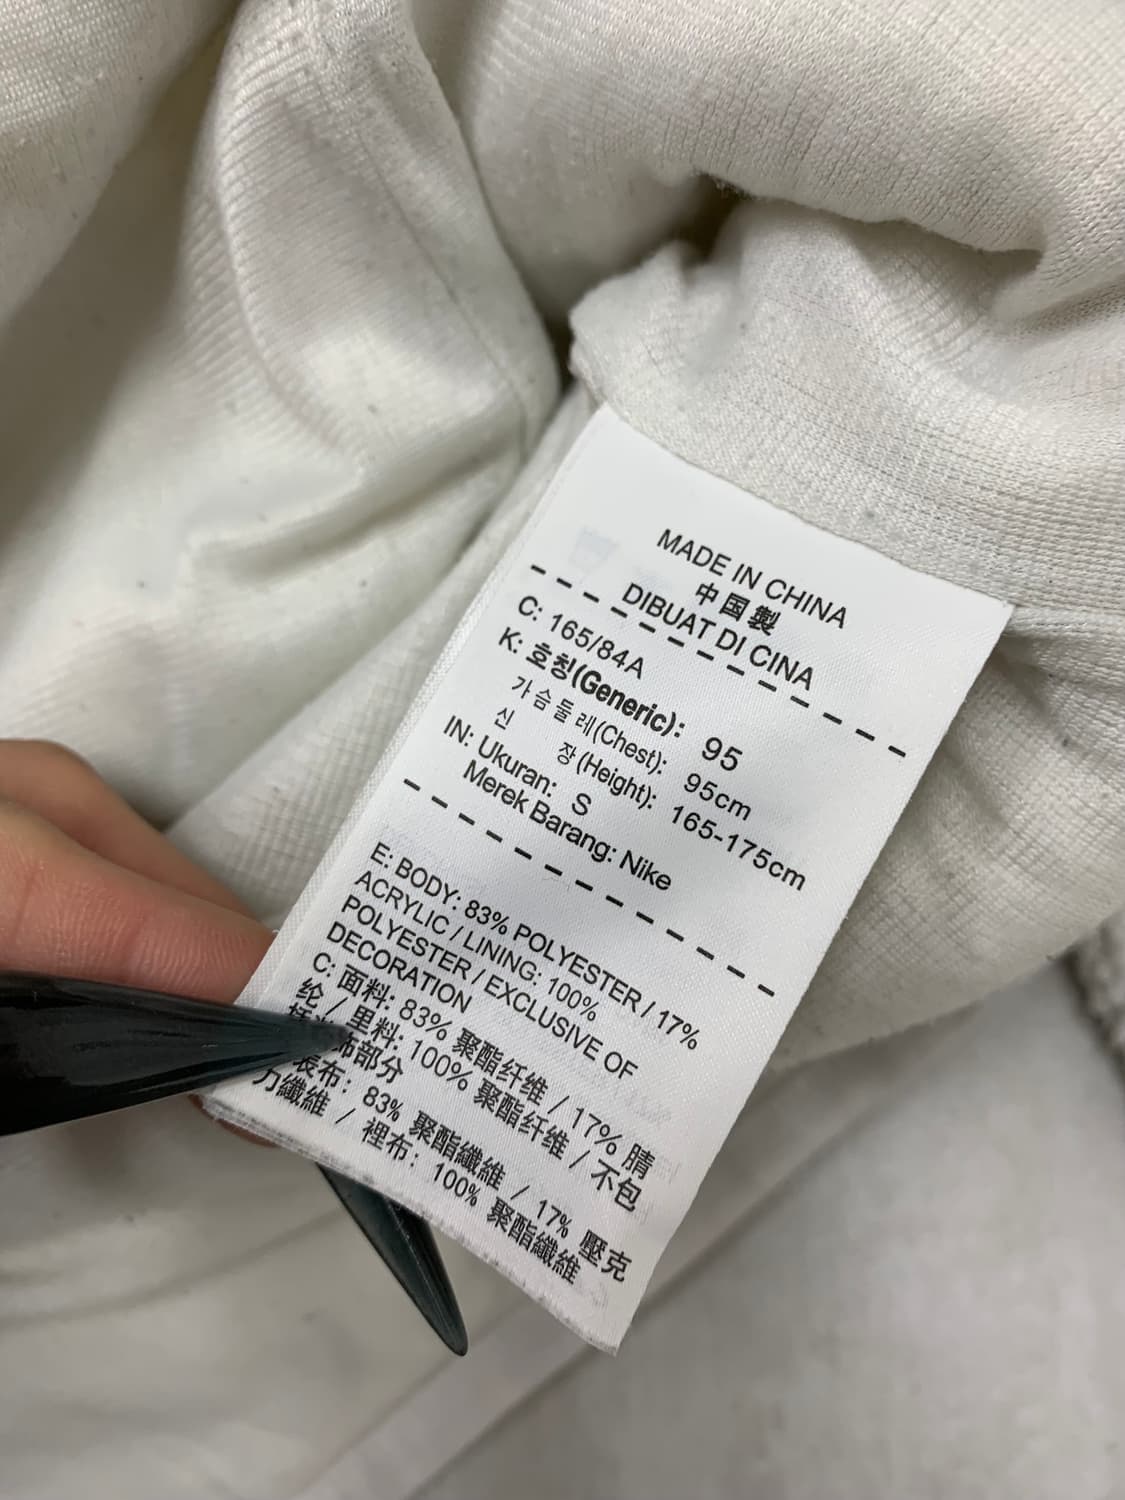 MADE IN CHINA
中国製
DIBUAT DI CINA
C: 165/84A
K: 호칭(Generic): 95
가슴둘레(Chest): 95cm
신 장(Height): 165-175cm
IN: Ukuran: S
Merek Barang: Nike
E: BODY: 83% POLYESTER / 17%
ACRYLIC / LINING: 100%
POLYESTER / EXCLUSIVE OF
DECORATION
C: 面料: 83% 聚酯纤维 / 17% 腈
纶 / 里料: 100% 聚酯纤维 / 不包
部分
布: 83% 聚酯纖維 / 17% 壓克
力纖維 / 裡布: 100% 聚酯纖維